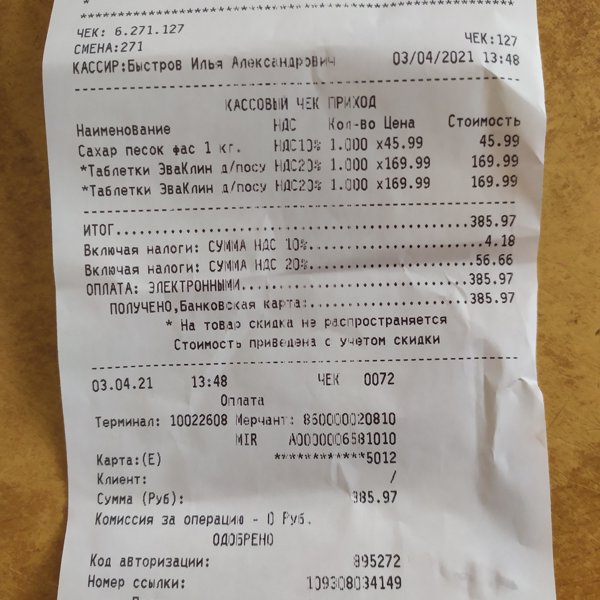 *
********************************************
ЧЕК: 6.271.127
СМЕНА:271 ЧЕК:127
КАССИР:Быстров Илья Александрович 03/04/2021 13:48
КАССОВЫЙ ЧЕК ПРИХОД
Наименование НДС Кол-во Цена Стоимость
Сахар песок фас 1 кг. НДС10% 1.000 x45.99 45.99
*Таблетки ЭваКлин д/посу НДС20% 1.000 x169.99 169.99
*Таблетки ЭваКлин д/посу НДС20% 1.000 x169.99 169.99
ИТОГ.............................................385.97
Включая налоги: СУММА НДС 10%......................4.18
Включая налоги: СУММА НДС 20%.....................56.66
ОПЛАТА: ЭЛЕКТРОННЫМИ.............................385.97
ПОЛУЧЕНО,Банковская карта:.....................385.97
* На товар скидка не распространяется
Стоимость приведена с учетом скидки
03.04.21 13:48 ЧЕК 0072
Оплата
Терминал: 10022608 Мерчант: 860000020810
MIR A0000006581010
Карта:(E) ************5012
Клиент: /
Сумма (Руб): 385.97
Комиссия за операцию - 0 Руб.
ОДОБРЕНО
Код авторизации: 895272
Номер ссылки: 109308034149